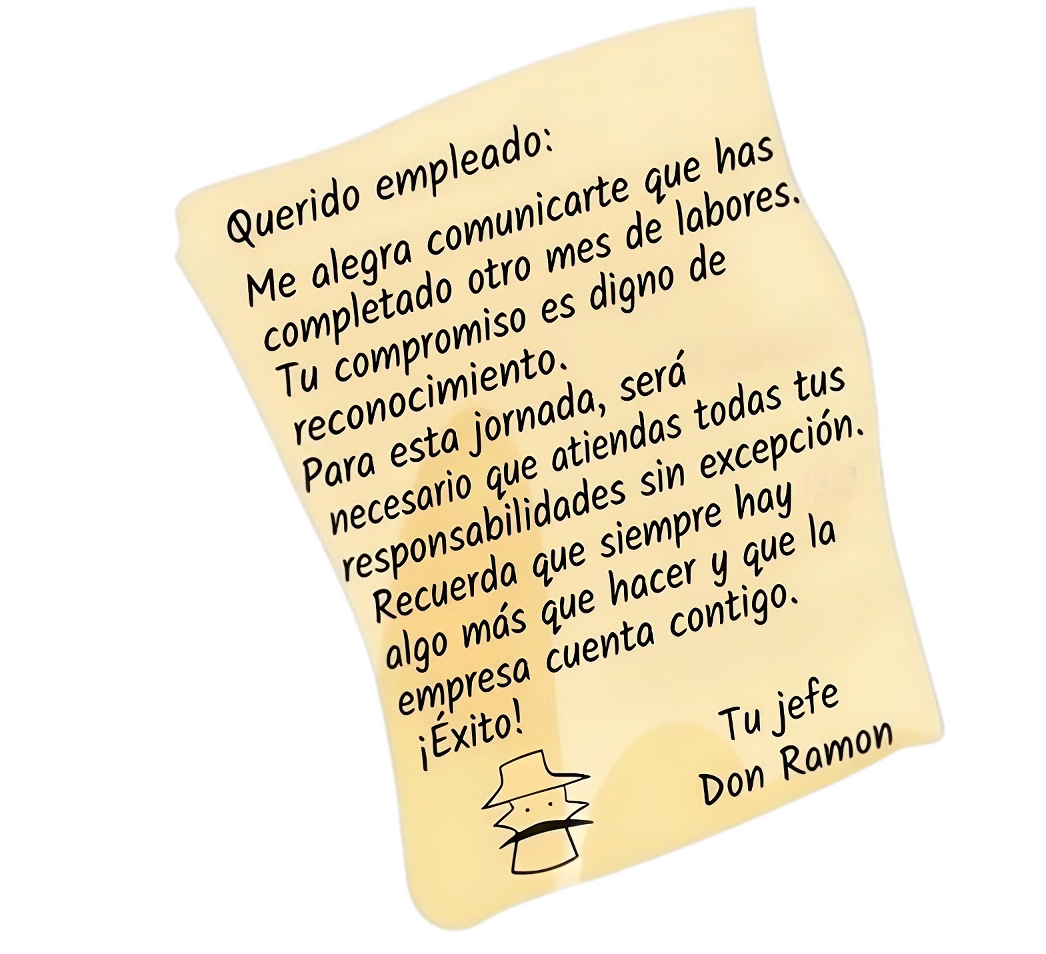 Querido empleado:
Me alegra comunicarte que has
completado otro mes de labores.
Tu compromiso es digno de
reconocimiento.
Para esta jornada, será
necesario que atiendas todas tus
responsabilidades sin excepción.
Recuerda que siempre hay
algo más que hacer y que la
empresa cuenta contigo.
¡Éxito!
Tu jefe
Don Ramon